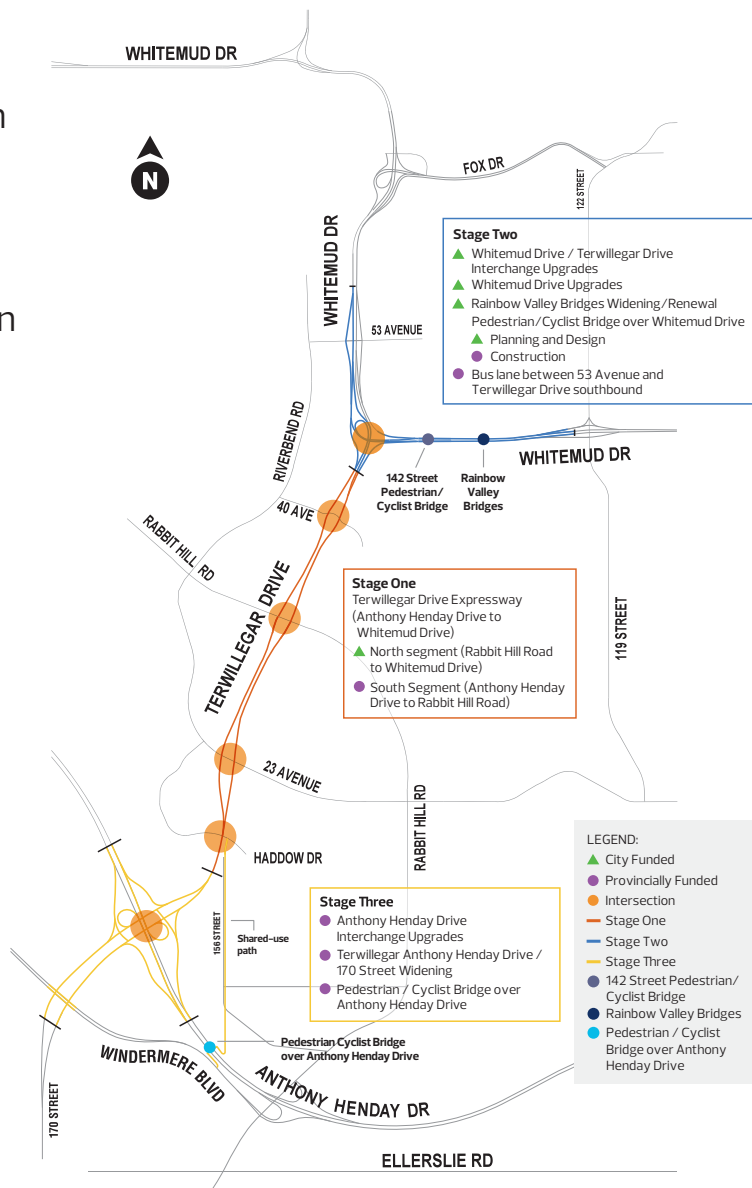 WHITEMUD DR
n
N
FOX DR
122 STREET
WHITEMUD DR
Stage Two
Whitemud Drive / Terwillegar Drive
Interchange Upgrades
Whitemud Drive Upgrades
Rainbow Valley Bridges Widening/Renewal
Pedestrian/Cyclist Bridge over Whitemud Drive
Planning and Design
Construction
Bus lane between 53 Avenue and
Terwillegar Drive southbound
on
53 AVENUE
RIVERBEND RD
WHITEMUD DR
142 Street
Pedestrian/
Cyclist Bridge
Rainbow
Valley
Bridges
40 AVE
RABBIT HILL RD
TERWILLEGAR DRIVE
Stage One
Terwillegar Drive Expressway
(Anthony Henday Drive to
Whitemud Drive)
North segment (Rabbit Hill Road
to Whitemud Drive)
South Segment (Anthony Henday
Drive to Rabbit Hill Road)
119 STREET
23 AVENUE
RABBIT HILL RD
HADDOW DR
156 STREET
Shared-use
path
Stage Three
Anthony Henday Drive
Interchange Upgrades
Terwillegar Anthony Henday Drive /
170 Street Widening
Pedestrian / Cyclist Bridge over
Anthony Henday Drive
LEGEND:
City Funded
Provincially Funded
Intersection
Stage One
Stage Two
Stage Three
142 Street Pedestrian/
Cyclist Bridge
Rainbow Valley Bridges
Pedestrian / Cyclist
Bridge over Anthony
Henday Drive
Pedestrian Cyclist Bridge
over Anthony Henday Drive
WINDERMERE BLVD
170 STREET
ANTHONY HENDAY DR
ELLERSLIE RD